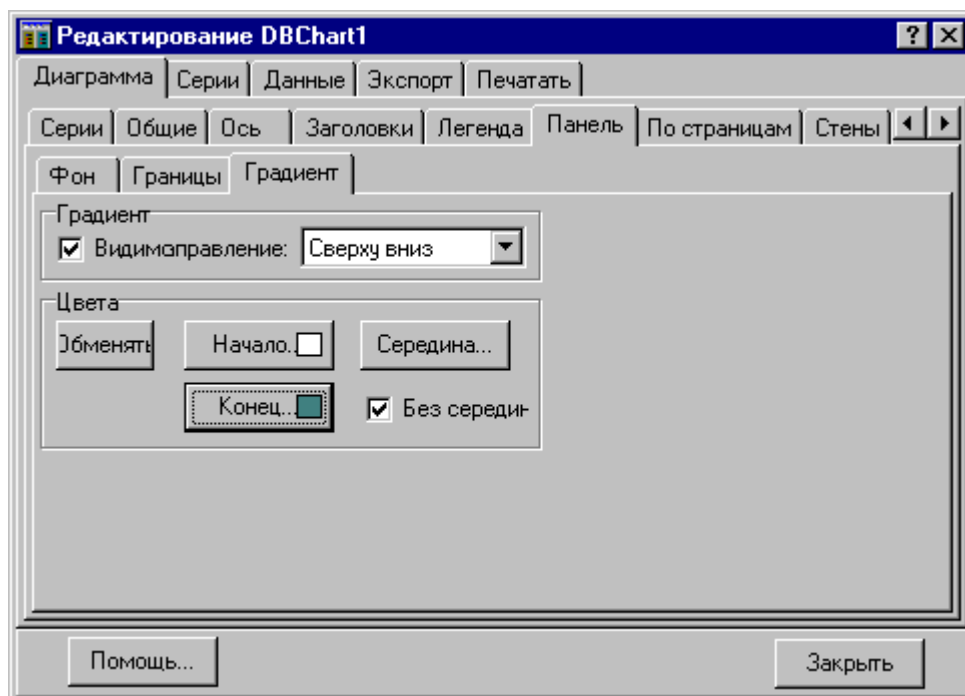 Редактирование DBChart1
Диаграмма Серии Данные Экспорт Печатать
Серии Общие Ось Заголовки Легенда Панель По страницам Стены
Фон Границы Градиент
Градиент
Видимоправление: Сверху вниз
Цвета
Обменять Начало... Середина...
Конец... Без середин
Помощь... Закрыть